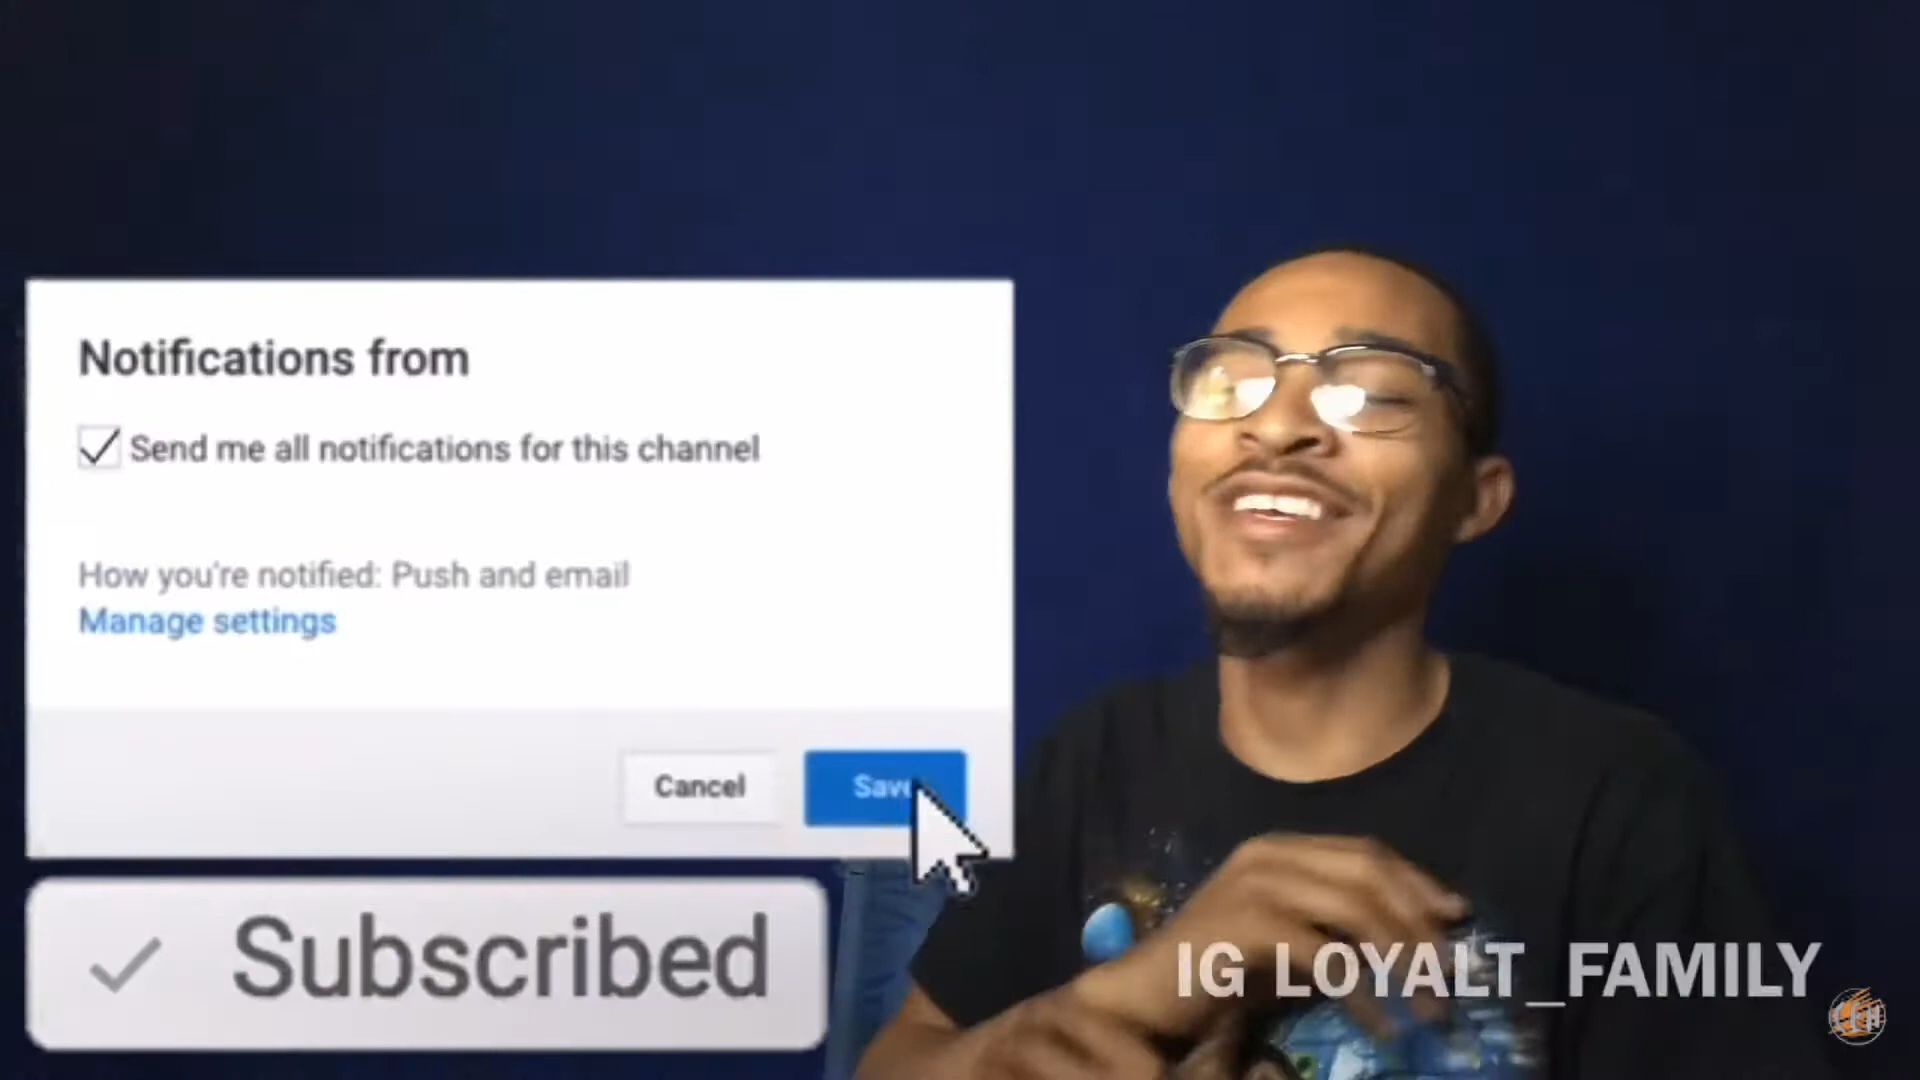 Notifications from
Send me all notifications for this channel
How you're notified: Push and email
Manage settings
Cancel
Save
Subscribed
IG LOYALT_FAMILY